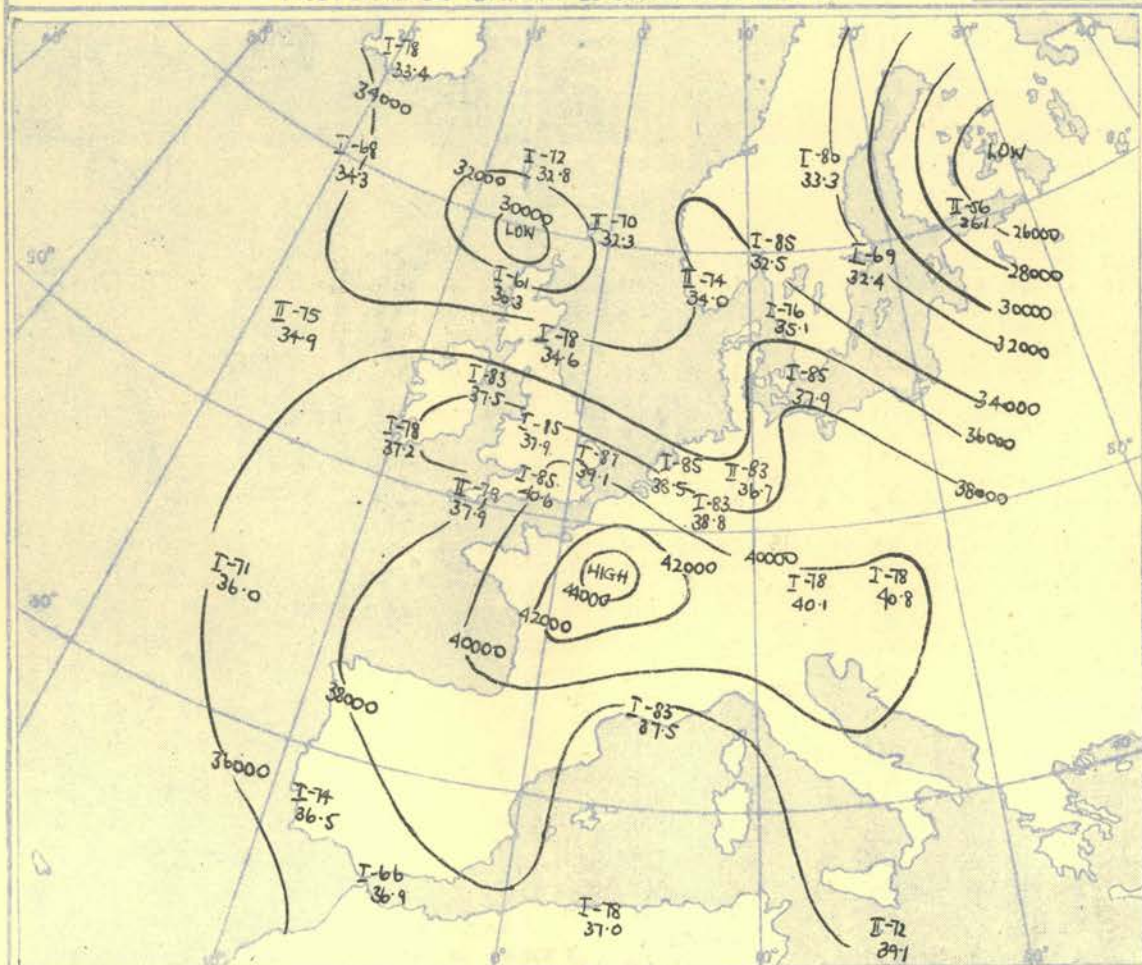 I -78
33.4
34000
I -68
34.3
I -72
32.8
32000
30000
LOW
II -70
32.3
I -61
30.3
I -80
33.3
LOW
II -56
26.1
26000
28000
30000
32000
34000
36000
38000
I -85
32.5
I -69
32.4
II -74
34.0
I -76
35.1
II -75
34.9
I -78
34.6
I -83
37.5
I -85
37.9
I -78
37.2
I -85
37.9
I -87
39.1
I -85
38.5
II -83
36.7
I -83
38.8
I -85
40.6
II -79
37.9
I -71
36.0
HIGH
44000
42000
42000
40000
I -78
40.1
I -78
40.8
40000
38000
I -83
37.5
36000
I -74
36.5
I -66
36.9
I -78
37.0
II -72
39.1